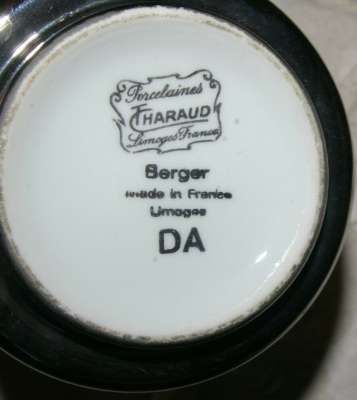 Porcelaines
THARAUD
Limoges France
Berger
made in France
Limoges
DA